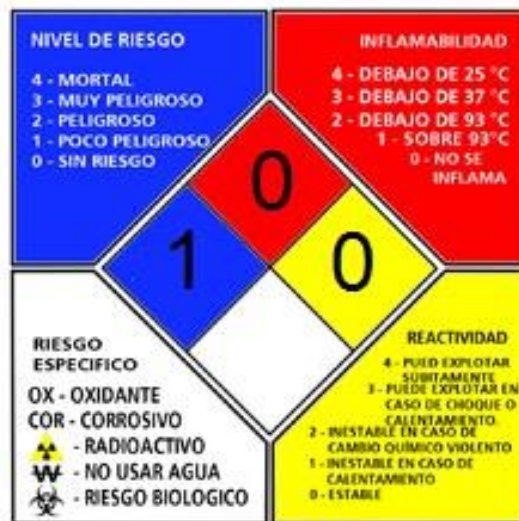 NIVEL DE RIESGO
4 - MORTAL
3 - MUY PELIGROSO
2 - PELIGROSO
1 - POCO PELIGROSO
0 - SIN RIESGO
INFLAMABILIDAD
4 - DEBAJO DE 25 °C
3 - DEBAJO DE 37 °C
2 - DEBAJO DE 93 °C
1 - SOBRE 93°C
0 - NO SE
INFLAMA
0
1
0
RIESGO
ESPECIFICO
OX - OXIDANTE
COR - CORROSIVO
- RADIOACTIVO
W - NO USAR AGUA
- RIESGO BIOLOGICO
REACTIVIDAD
4 - PUED EXPLOTAR
SÚBITAMENTE
3 - PUEDE EXPLOTAR EN
CASO DE CHOQUE O
CALENTAMIENTO.
2 - INESTABLE EN CASO DE
CAMBIO QUÍMICO VIOLENTO
1 - INESTABLE EN CASO DE
CALENTAMIENTO
0 - ESTABLE